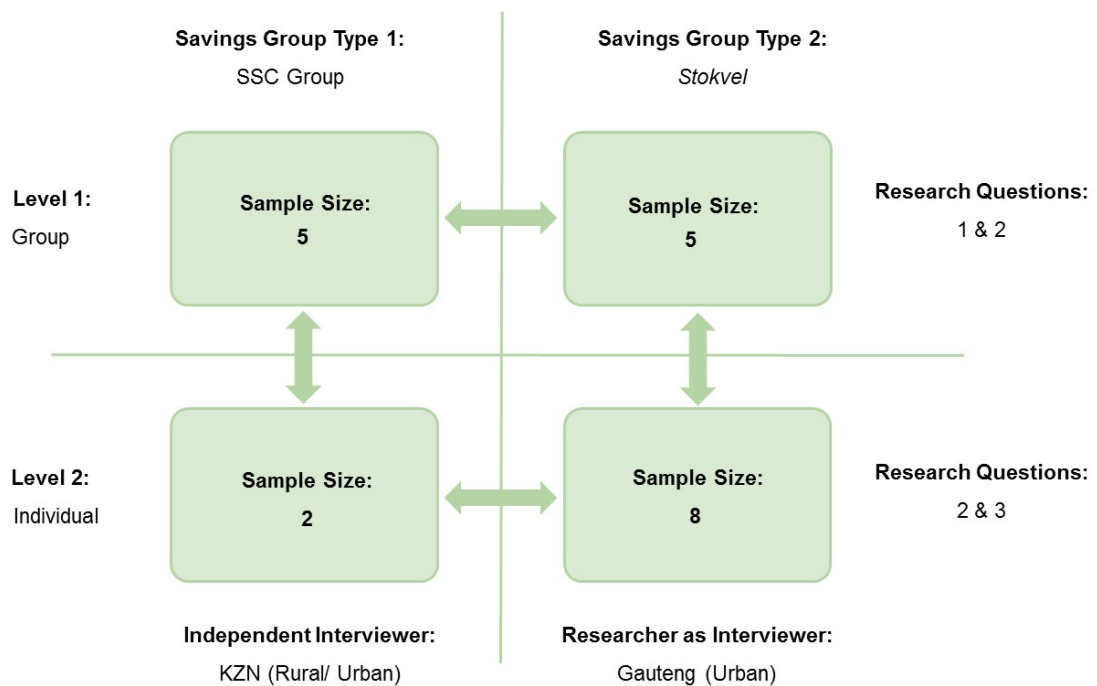 Savings Group Type 1:
SSC Group
Savings Group Type 2:
Stokvel
Level 1:
Group
Sample Size:
5
Sample Size:
5
Research Questions:
1 & 2
Level 2:
Individual
Sample Size:
2
Sample Size:
8
Research Questions:
2 & 3
Independent Interviewer:
KZN (Rural/ Urban)
Researcher as Interviewer:
Gauteng (Urban)